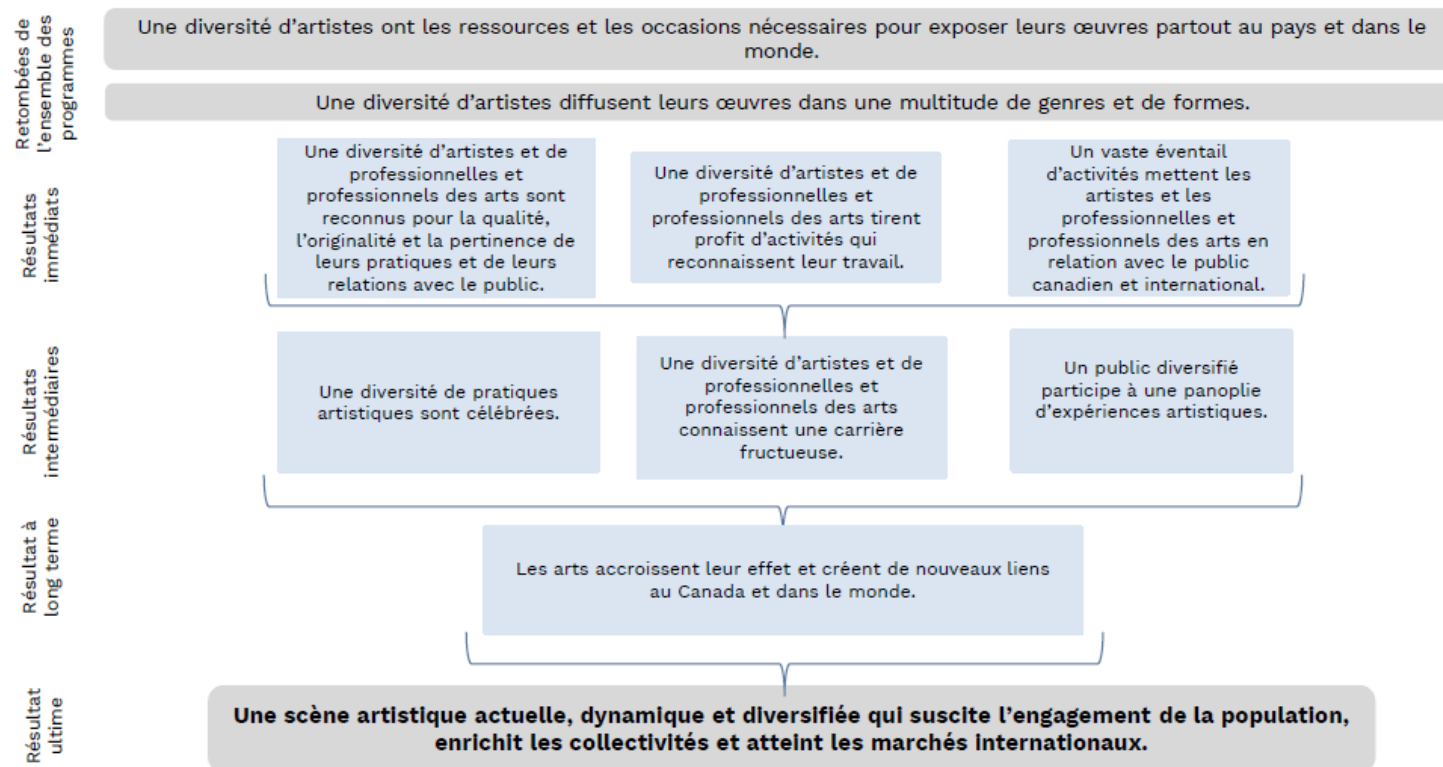 Retombées de
l'ensemble des
programmes
Une diversité d'artistes ont les ressources et les occasions nécessaires pour exposer leurs œuvres partout au pays et dans le
monde.
Une diversité d'artistes diffusent leurs œuvres dans une multitude de genres et de formes.
Résultats
immédiats
Une diversité d'artistes et de
professionnelles et
professionnels des arts sont
reconnus pour la qualité,
l'originalité et la pertinence de
leurs pratiques et de leurs
relations avec le public.
Une diversité d'artistes et de
professionnelles et
professionnels des arts tirent
profit d'activités qui
reconnaissent leur travail.
Un vaste éventail
d'activités mettent les
artistes et les
professionnelles et
professionnels des arts en
relation avec le public
canadien et international.
Résultats
intermédiaires
Une diversité de pratiques
artistiques sont célébrées.
Une diversité d'artistes et de
professionnelles et
professionnels des arts
connaissent une carrière
fructueuse.
Un public diversifié
participe à une panoplie
d'expériences artistiques.
Résultat à
long terme
Les arts accroissent leur effet et créent de nouveaux liens
au Canada et dans le monde.
Résultat
ultime
Une scène artistique actuelle, dynamique et diversifiée qui suscite l'engagement de la population,
enrichit les collectivités et atteint les marchés internationaux.